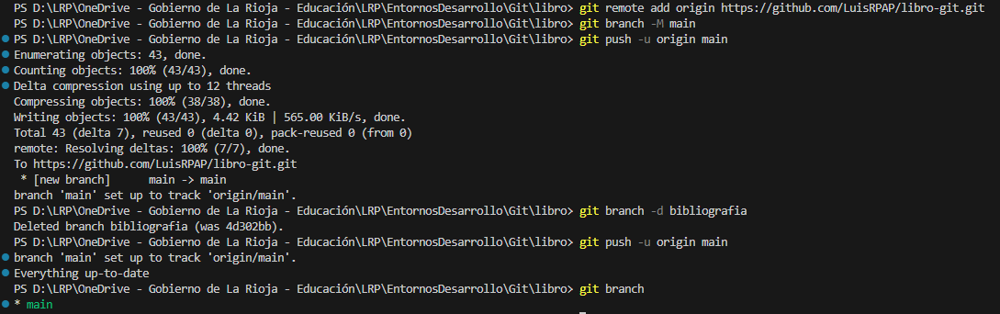 PS D:\LRP\OneDrive - Gobierno de La Rioja - Educación\LRP\EntornosDesarrollo\Git\libro> git remote add origin https://github.com/LuisRPAP/libro-git.git
PS D:\LRP\OneDrive - Gobierno de La Rioja - Educación\LRP\EntornosDesarrollo\Git\libro> git branch -M main
PS D:\LRP\OneDrive - Gobierno de La Rioja - Educación\LRP\EntornosDesarrollo\Git\libro> git push -u origin main
Enumerating objects: 43, done.
Counting objects: 100% (43/43), done.
Delta compression using up to 12 threads
Compressing objects: 100% (38/38), done.
Writing objects: 100% (43/43), 4.42 KiB | 565.00 KiB/s, done.
Total 43 (delta 7), reused 0 (delta 0), pack-reused 0 (from 0)
remote: Resolving deltas: 100% (7/7), done.
To https://github.com/LuisRPAP/libro-git.git
 * [new branch]      main -> main
branch 'main' set up to track 'origin/main'.
PS D:\LRP\OneDrive - Gobierno de La Rioja - Educación\LRP\EntornosDesarrollo\Git\libro> git branch -d bibliografia
Deleted branch bibliografia (was 4d302bb).
PS D:\LRP\OneDrive - Gobierno de La Rioja - Educación\LRP\EntornosDesarrollo\Git\libro> git push -u origin main
branch 'main' set up to track 'origin/main'.
Everything up-to-date
PS D:\LRP\OneDrive - Gobierno de La Rioja - Educación\LRP\EntornosDesarrollo\Git\libro> git branch
* main